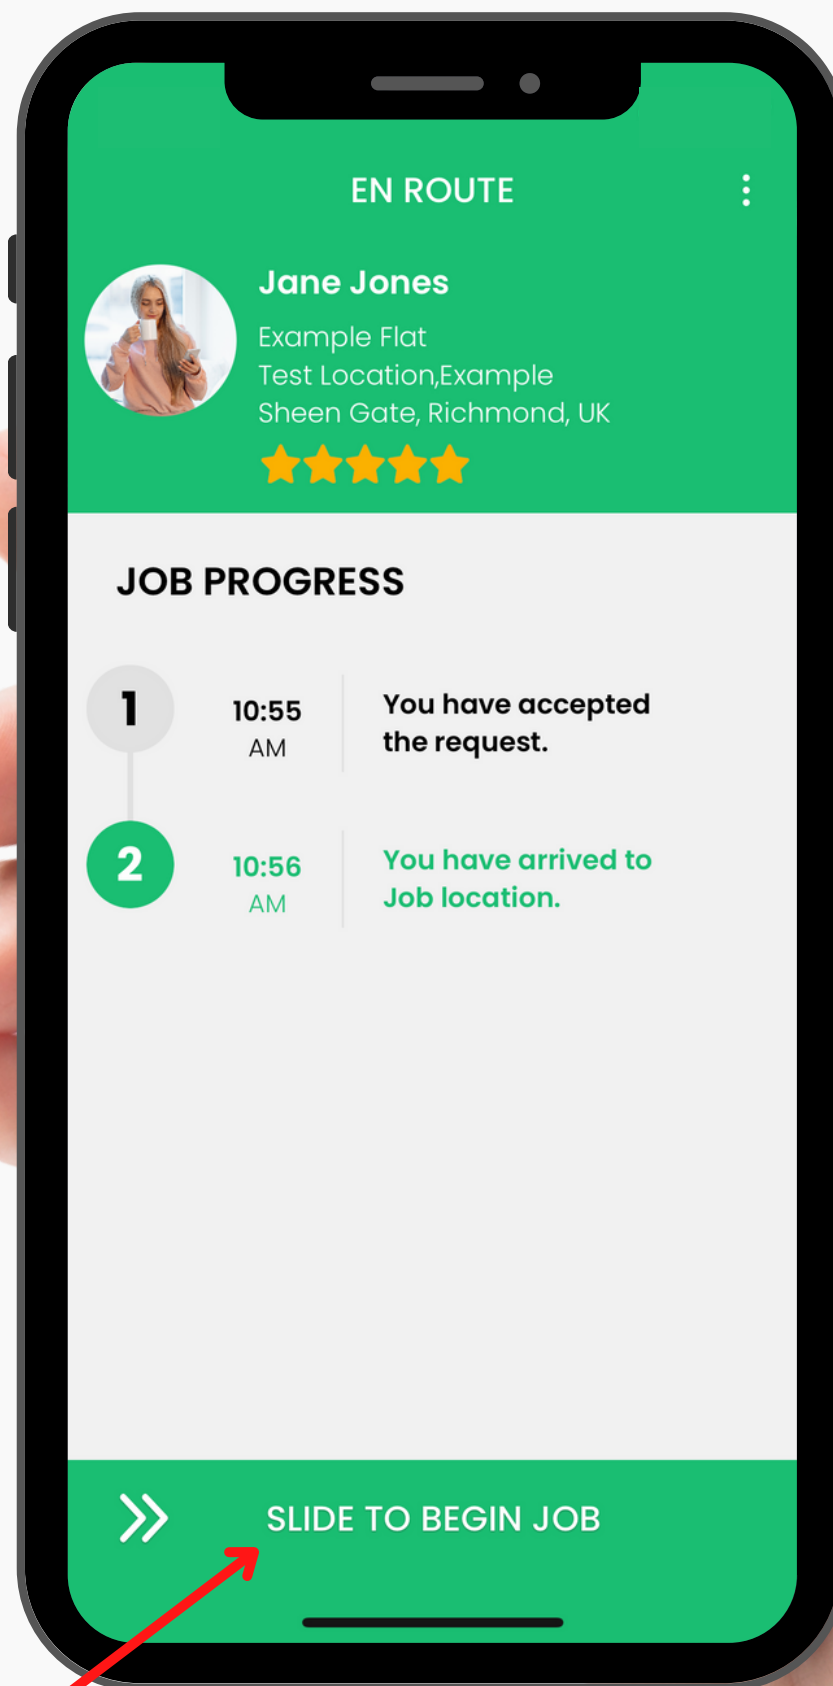 EN ROUTE
Jane Jones
Example Flat
Test Location,Example
Sheen Gate, Richmond, UK
JOB PROGRESS
1
10:55
AM
You have accepted
the request.
2
10:56
AM
You have arrived to
Job location.
SLIDE TO BEGIN JOB